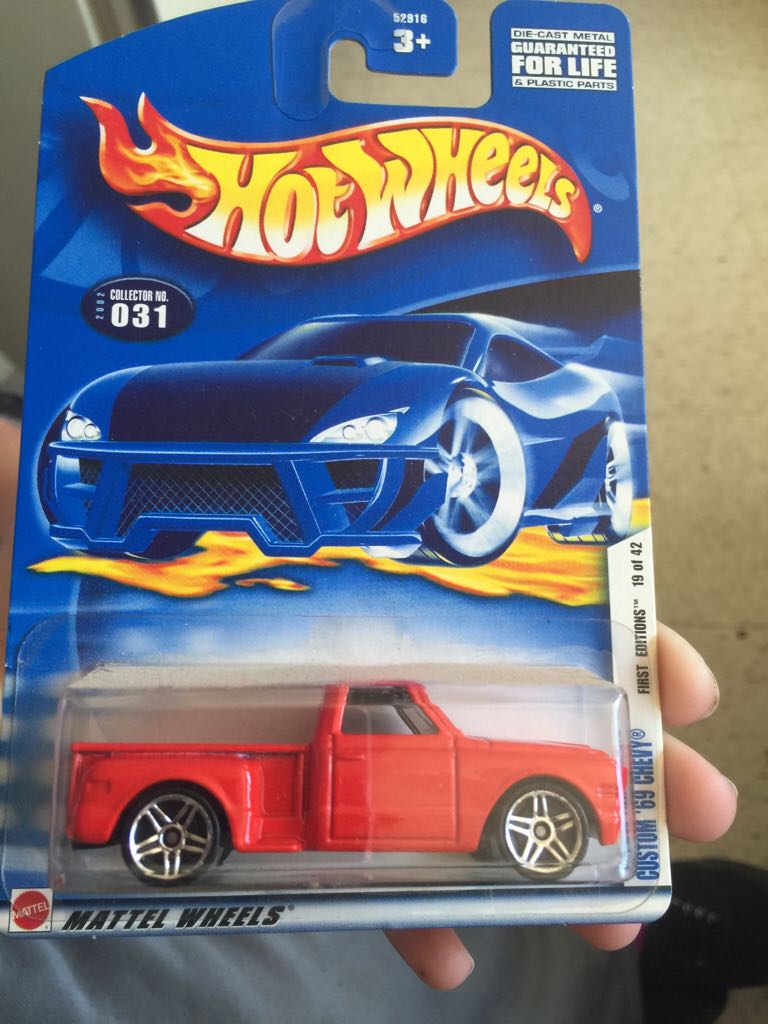 52916
3+
DIE-CAST METAL
GUARANTEED
FOR LIFE
& PLASTIC PARTS
HOT WHEELS®
2002
COLLECTOR NO.
031
FIRST EDITIONS™ 19 of 42
CUSTOM '69 CHEVY®
MATTEL
MATTEL WHEELS®